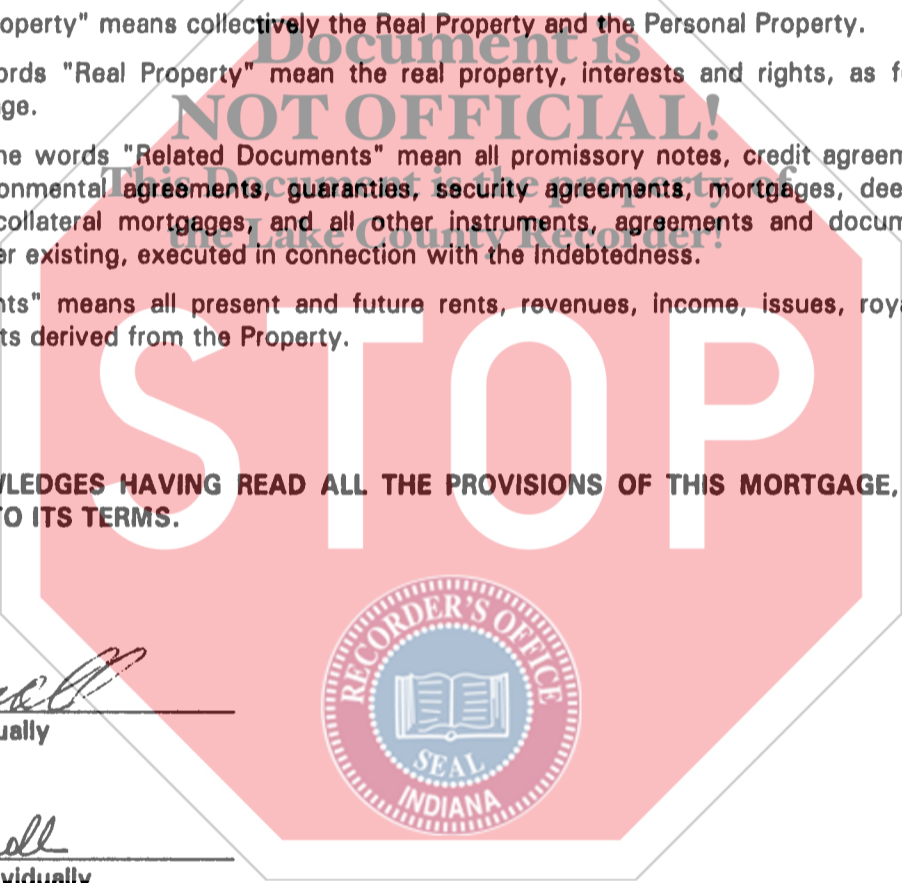 operty" means collectively the Real Property and the Personal Property.
Document is
ords "Real Property" mean the real property, interests and rights, as f
ge.
NOT OFFICIAL!
he words "Related Documents" mean all promissory notes, credit agreem
This Document is the property of
onmental agreements, guaranties, security agreements, mortgages, dee
collateral mortgages, and all other instruments, agreements and docum
the Lake County Recorder!
er existing, executed in connection with the Indebtedness.
nts" means all present and future rents, revenues, income, issues, roya
ts derived from the Property.
STOP
LEDGES HAVING READ ALL THE PROVISIONS OF THIS MORTGAGE,
TO ITS TERMS.
RECORDER'S OFFICE
SEAL
INDIANA
ually
vidually